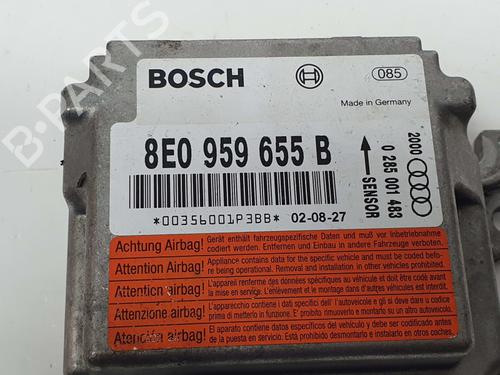 BOSCH
085
Made in Germany
8E0 959 655 B
*00356001P3BB* 02-08-27
SENSOR
0 285 001 463
2000
Achtung Airbag! Gerät enthält fahrzeugspezifische Daten und muß vor Inbetriebnahme
codiert werden. Entfernen und Einbau in andere Fahrzeuge verboten.
Attention Airbag! Appliance contains data for the specific vehicle and must be coded befo-
re being operational. Removal and installation in other vehicles prohibited.
Attention airbag! L'appareil renferme des données spécifiques au véhicule et doit être codé avant
la mise en service. L'enlèvement et le montage dans d'autres véhicules est interdit.
Attenzione airbag! L'apparecchio contiene i dati specifici dell' autoveicolo e gli si deve dare u codice
prima di metterlo in funzione. E' proibito rimuoverlo e montarlo su altro autoveicolo.
Atención airbag! El aparato contiene datos específicos del vehículo y debe ser codificado antes
de la puesta en servicio. Está prohibido desmontarlo e instalarlo en otros coches.
B-PARTS